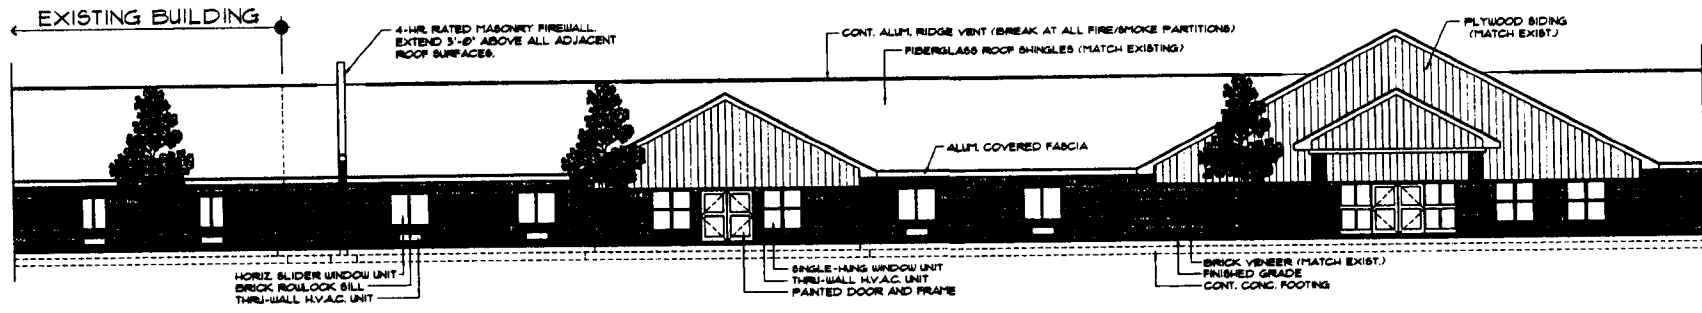 EXISTING BUILDING
4-HR. RATED MASONRY FIREWALL.
EXTEND 3'-0" ABOVE ALL ADJACENT
ROOF SURFACES.
CONT. ALUM. RIDGE VENT (BREAK AT ALL FIRE/SMOKE PARTITIONS)
FIBERGLASS ROOF SHINGLES (MATCH EXISTING)
PLYWOOD SIDING
(MATCH EXIST.)
ALUM. COVERED FASCIA
HORIZ. SLIDER WINDOW UNIT
BRICK ROWLOCK SILL
THRU-WALL H.V.A.C. UNIT
SINGLE-HUNG WINDOW UNIT
THRU-WALL H.V.A.C. UNIT
PAINTED DOOR AND FRAME
BRICK VENEER (MATCH EXIST.)
FINISHED GRADE
CONT. CONC. FOOTING